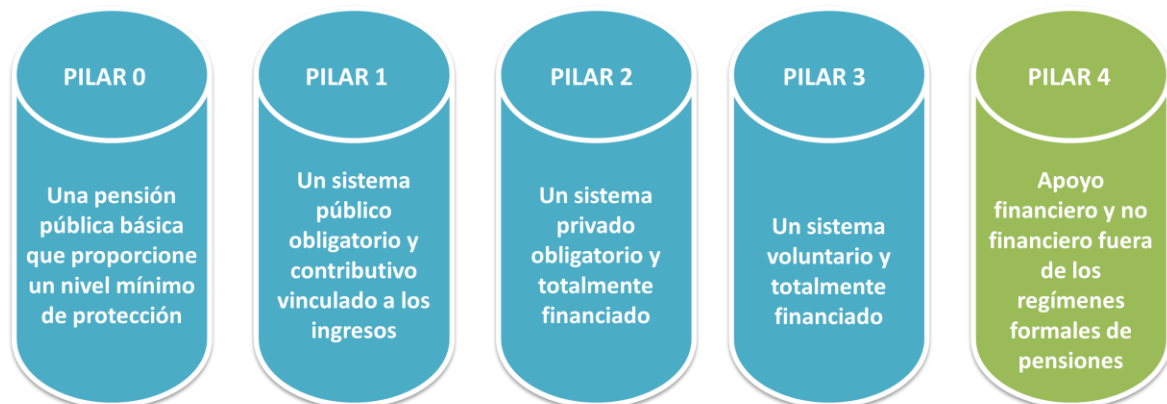 PILAR 0
Una pensión
pública básica
que proporcione
un nivel mínimo
de protección
PILAR 1
Un sistema
público
obligatorio y
contributivo
vinculado a los
ingresos
PILAR 2
Un sistema
privado
obligatorio y
totalmente
financiado
PILAR 3
Un sistema
voluntario y
totalmente
financiado
PILAR 4
Apoyo
financiero y no
financiero fuera
de los
regímenes
formales de
pensiones